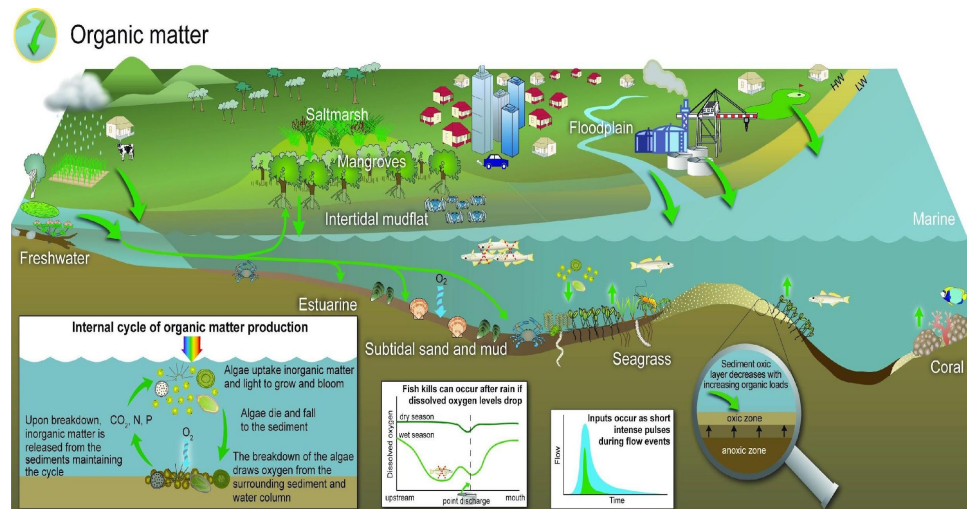 Organic matter
HW
LW
Saltmarsh
Mangroves
Floodplain
Intertidal mudflat
Marine
Freshwater
Estuarine
O2
Subtidal sand and mud
Seagrass
Coral
Internal cycle of organic matter production
Algae uptake inorganic matter
and light to grow and bloom
Upon breakdown,
inorganic matter is
released from the
sediments maintaining
the cycle
CO2, N, P
O2
Algae die and fall
to the sediment
The breakdown of the algae
draws oxygen from the
surrounding sediment and
water column
Fish kills can occur after rain if
dissolved oxygen levels drop
Dissolved oxygen
dry season
wet season
upstream
point discharge
mouth
Inputs occur as short
intense pulses
during flow events
Flow
Time
Sediment oxic
layer decreases with
increasing organic loads
oxic zone
anoxic zone